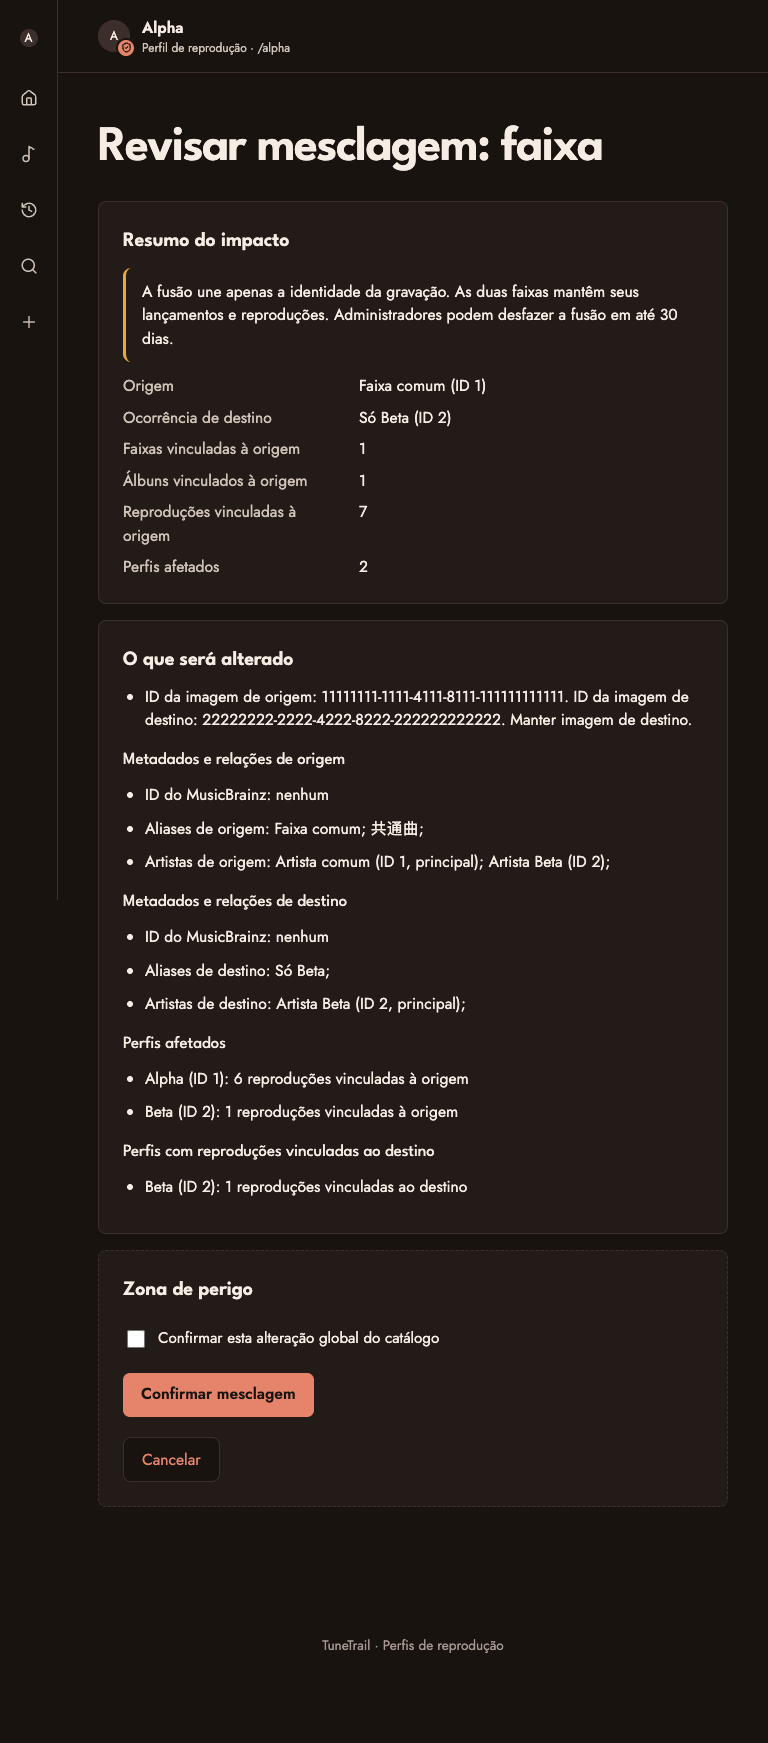 A
A
Alpha
Perfil de reprodução · /alpha
Revisar mesclagem: faixa
Resumo do impacto
A fusão une apenas a identidade da gravação. As duas faixas mantêm seus
lançamentos e reproduções. Administradores podem desfazer a fusão em até 30
dias.
Origem Faixa comum (ID 1)
Ocorrência de destino Só Beta (ID 2)
Faixas vinculadas à origem 1
Álbuns vinculados à origem 1
Reproduções vinculadas à 7
origem
Perfis afetados 2
O que será alterado
• ID da imagem de origem: 11111111-1111-4111-8111-111111111111. ID da imagem de
destino: 22222222-2222-4222-8222-222222222222. Manter imagem de destino.
Metadados e relações de origem
• ID do MusicBrainz: nenhum
• Aliases de origem: Faixa comum; 共通曲;
• Artistas de origem: Artista comum (ID 1, principal); Artista Beta (ID 2);
Metadados e relações de destino
• ID do MusicBrainz: nenhum
• Aliases de destino: Só Beta;
• Artistas de destino: Artista Beta (ID 2, principal);
Perfis afetados
• Alpha (ID 1): 6 reproduções vinculadas à origem
• Beta (ID 2): 1 reproduções vinculadas à origem
Perfis com reproduções vinculadas ao destino
• Beta (ID 2): 1 reproduções vinculadas ao destino
Zona de perigo
Confirmar esta alteração global do catálogo
Confirmar mesclagem
Cancelar
TuneTrail · Perfis de reprodução